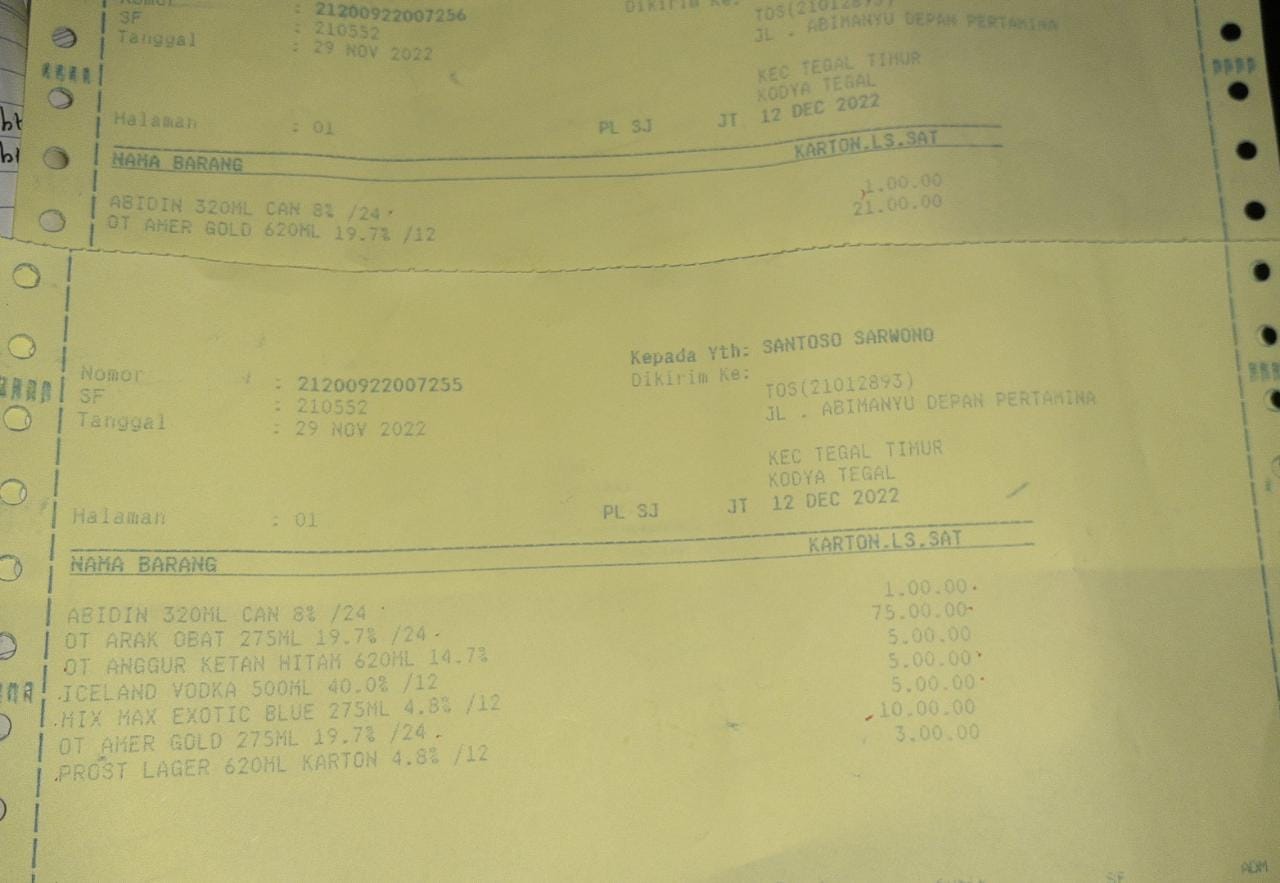 : 21200922007256
SF : 210552
Tanggal : 29 NOV 2022
Dikirim Ke:
TOS(21012893)
JL . ABIMANYU DEPAN PERTAMINA
KEC TEGAL TIMUR
KODYA TEGAL
Halaman : 01 PL SJ JT 12 DEC 2022
NAMA BARANG KARTON.LS.SAT
ABIDIN 320ML CAN 8% /24 1.00.00
OT AMER GOLD 620ML 19.7% /12 21.00.00
Kepada Yth: SANTOSO SARWONO
Nomor : 21200922007255 Dikirim Ke:
SF : 210552 TOS(21012893)
Tanggal : 29 NOV 2022 JL . ABIMANYU DEPAN PERTAMINA
KEC TEGAL TIMUR
KODYA TEGAL
Halaman : 01 PL SJ JT 12 DEC 2022
NAMA BARANG KARTON.LS.SAT
ABIDIN 320ML CAN 8% /24 1.00.00
OT ARAK OBAT 275ML 19.7% /24 75.00.00
OT ANGGUR KETAN HITAM 620ML 14.7% 5.00.00
ICELAND VODKA 500ML 40.0% /12 5.00.00
MIX MAX EXOTIC BLUE 275ML 4.8% /12 5.00.00
OT AMER GOLD 275ML 19.7% /24 10.00.00
PROST LAGER 620ML KARTON 4.8% /12 3.00.00
ADM